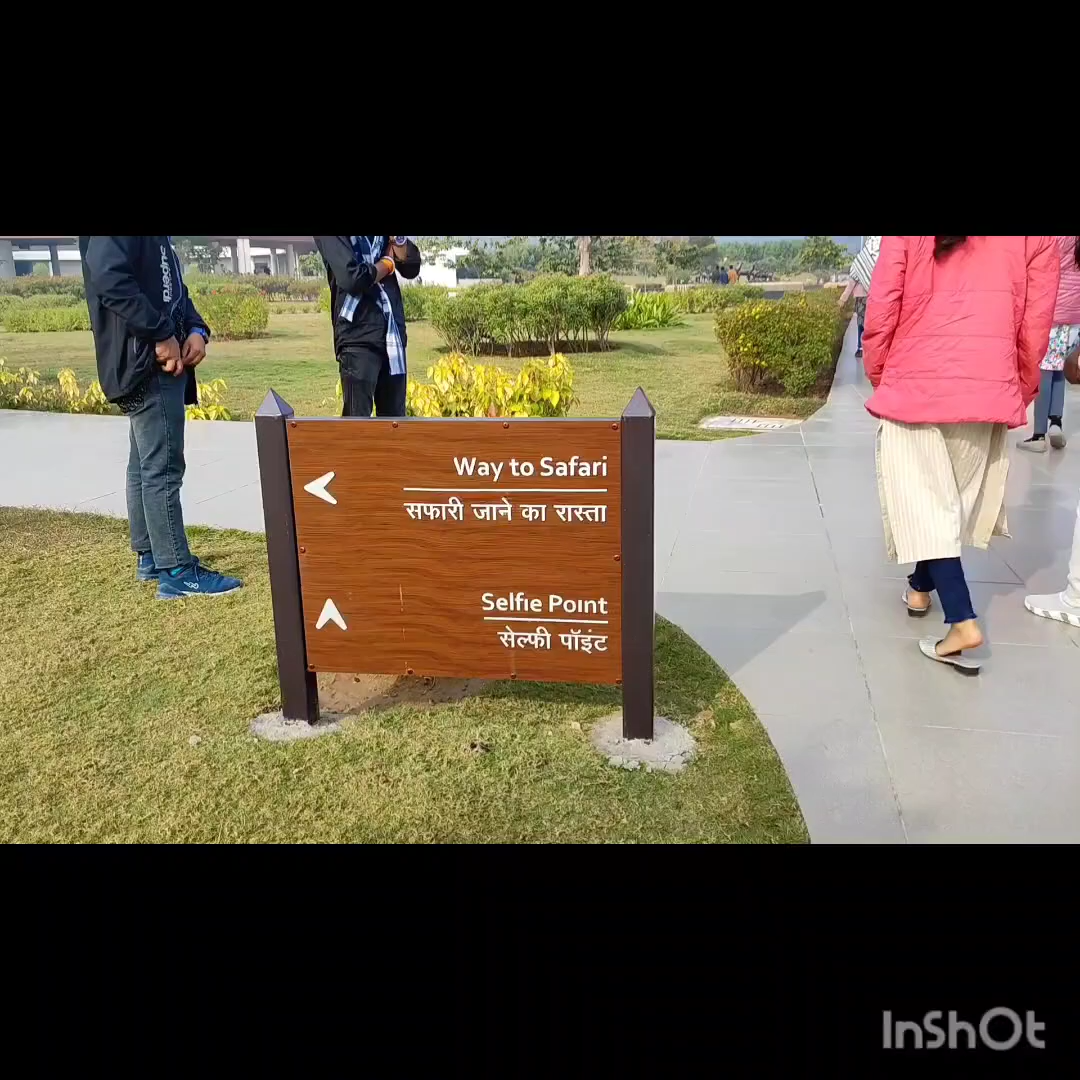 Way to Safari
सफारी जाने का रास्ता
Selfie Point
सेल्फी पॉइंट
InShOt